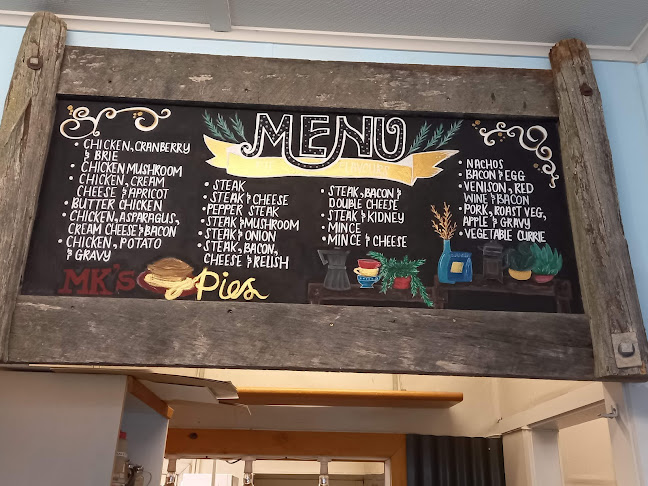 MENU
• CHICKEN, CRANBERRY
& BRIE
• CHICKEN MUSHROOM
• CHICKEN, CREAM
CHEESE & APRICOT
• BUTTER CHICKEN
• CHICKEN, ASPARAGUS,
CREAM CHEESE & BACON
• CHICKEN, POTATO
& GRAVY
• STEAK
• STEAK & CHEESE
• PEPPER STEAK
• STEAK & MUSHROOM
• STEAK & ONION
• STEAK, BACON,
CHEESE & RELISH
• STEAK, BACON &
DOUBLE CHEESE
• STEAK & KIDNEY
• MINCE
• MINCE & CHEESE
• NACHOS
• BACON & EGG
• VENISON, RED
WINE & BACON
• PORK, ROAST VEG,
APPLE & GRAVY
• VEGETABLE CURRIE
MK's Pies